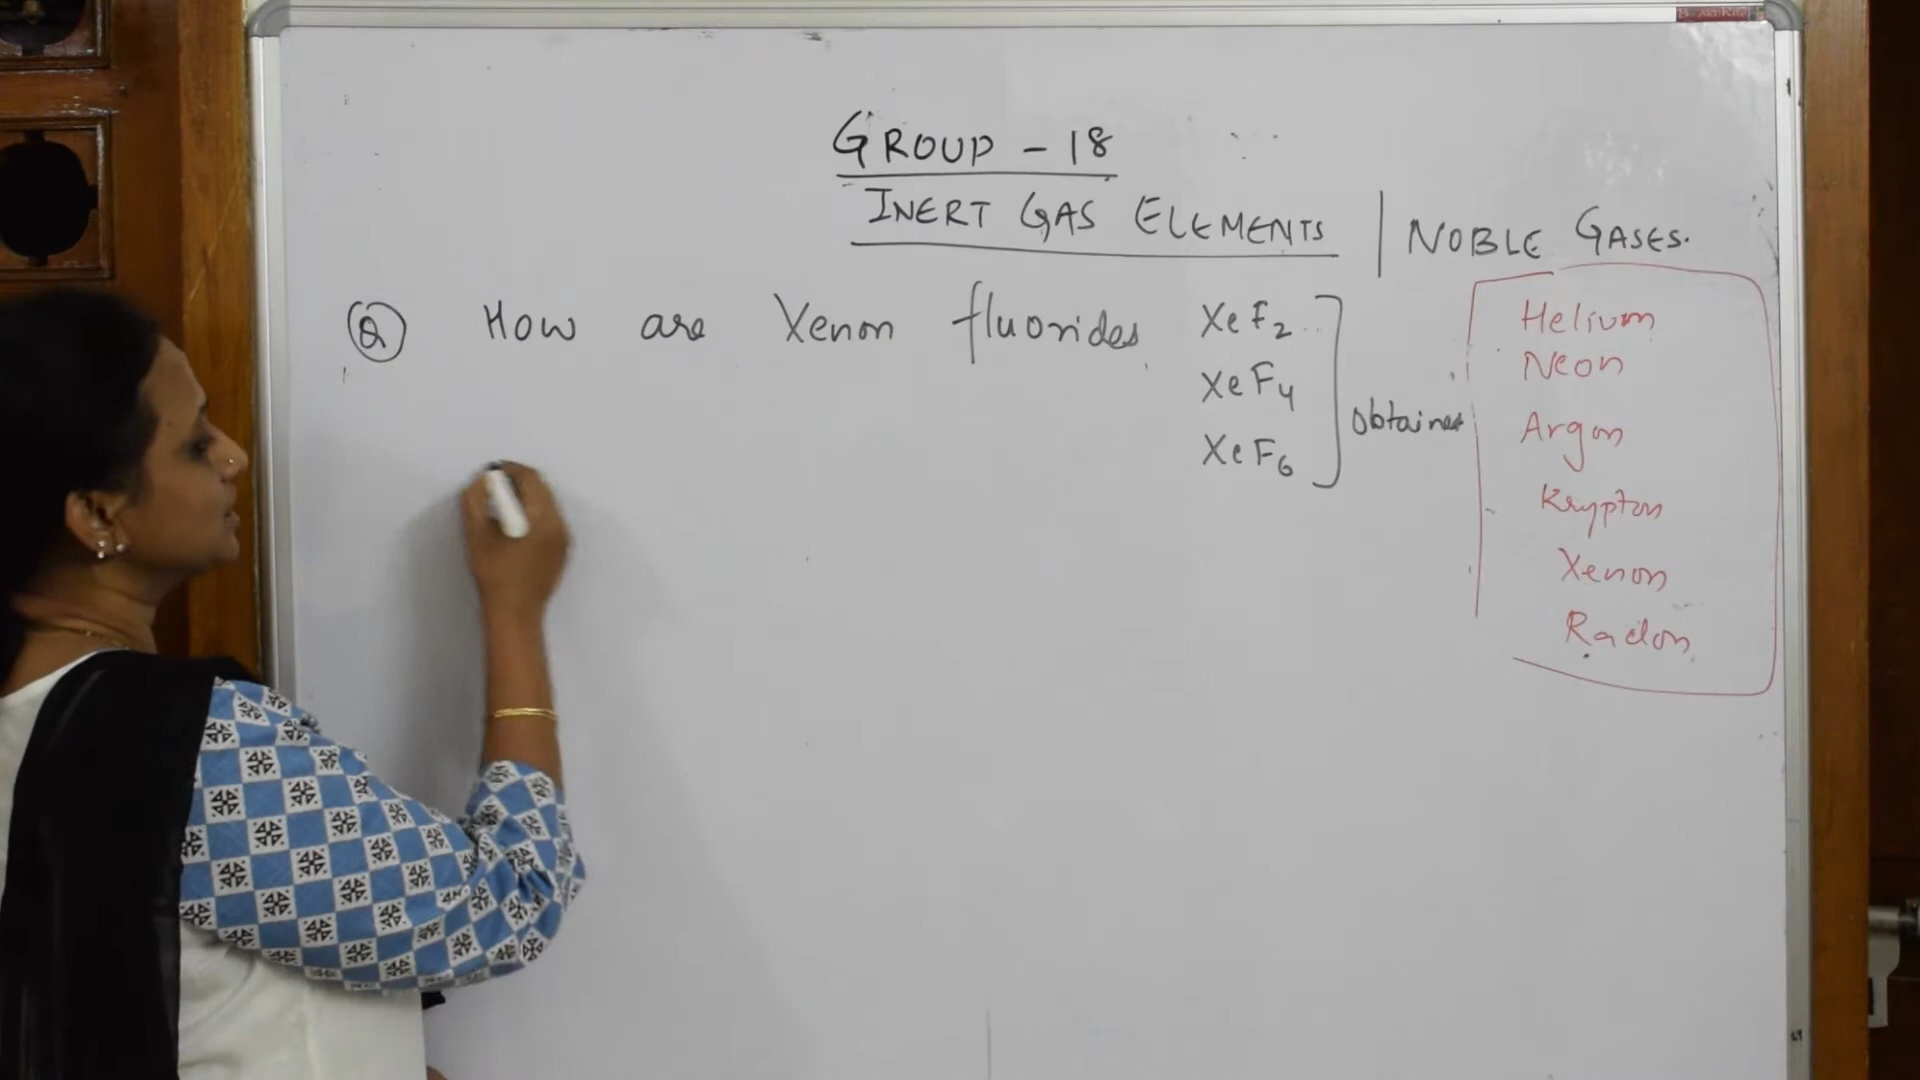 GROUP - 18
INERT GAS ELEMENTS | NOBLE GASES.
Q How are Xenon fluorides XeF2
XeF4
XeF6
obtained
Helium
Neon
Argon
Krypton
Xenon
Radon